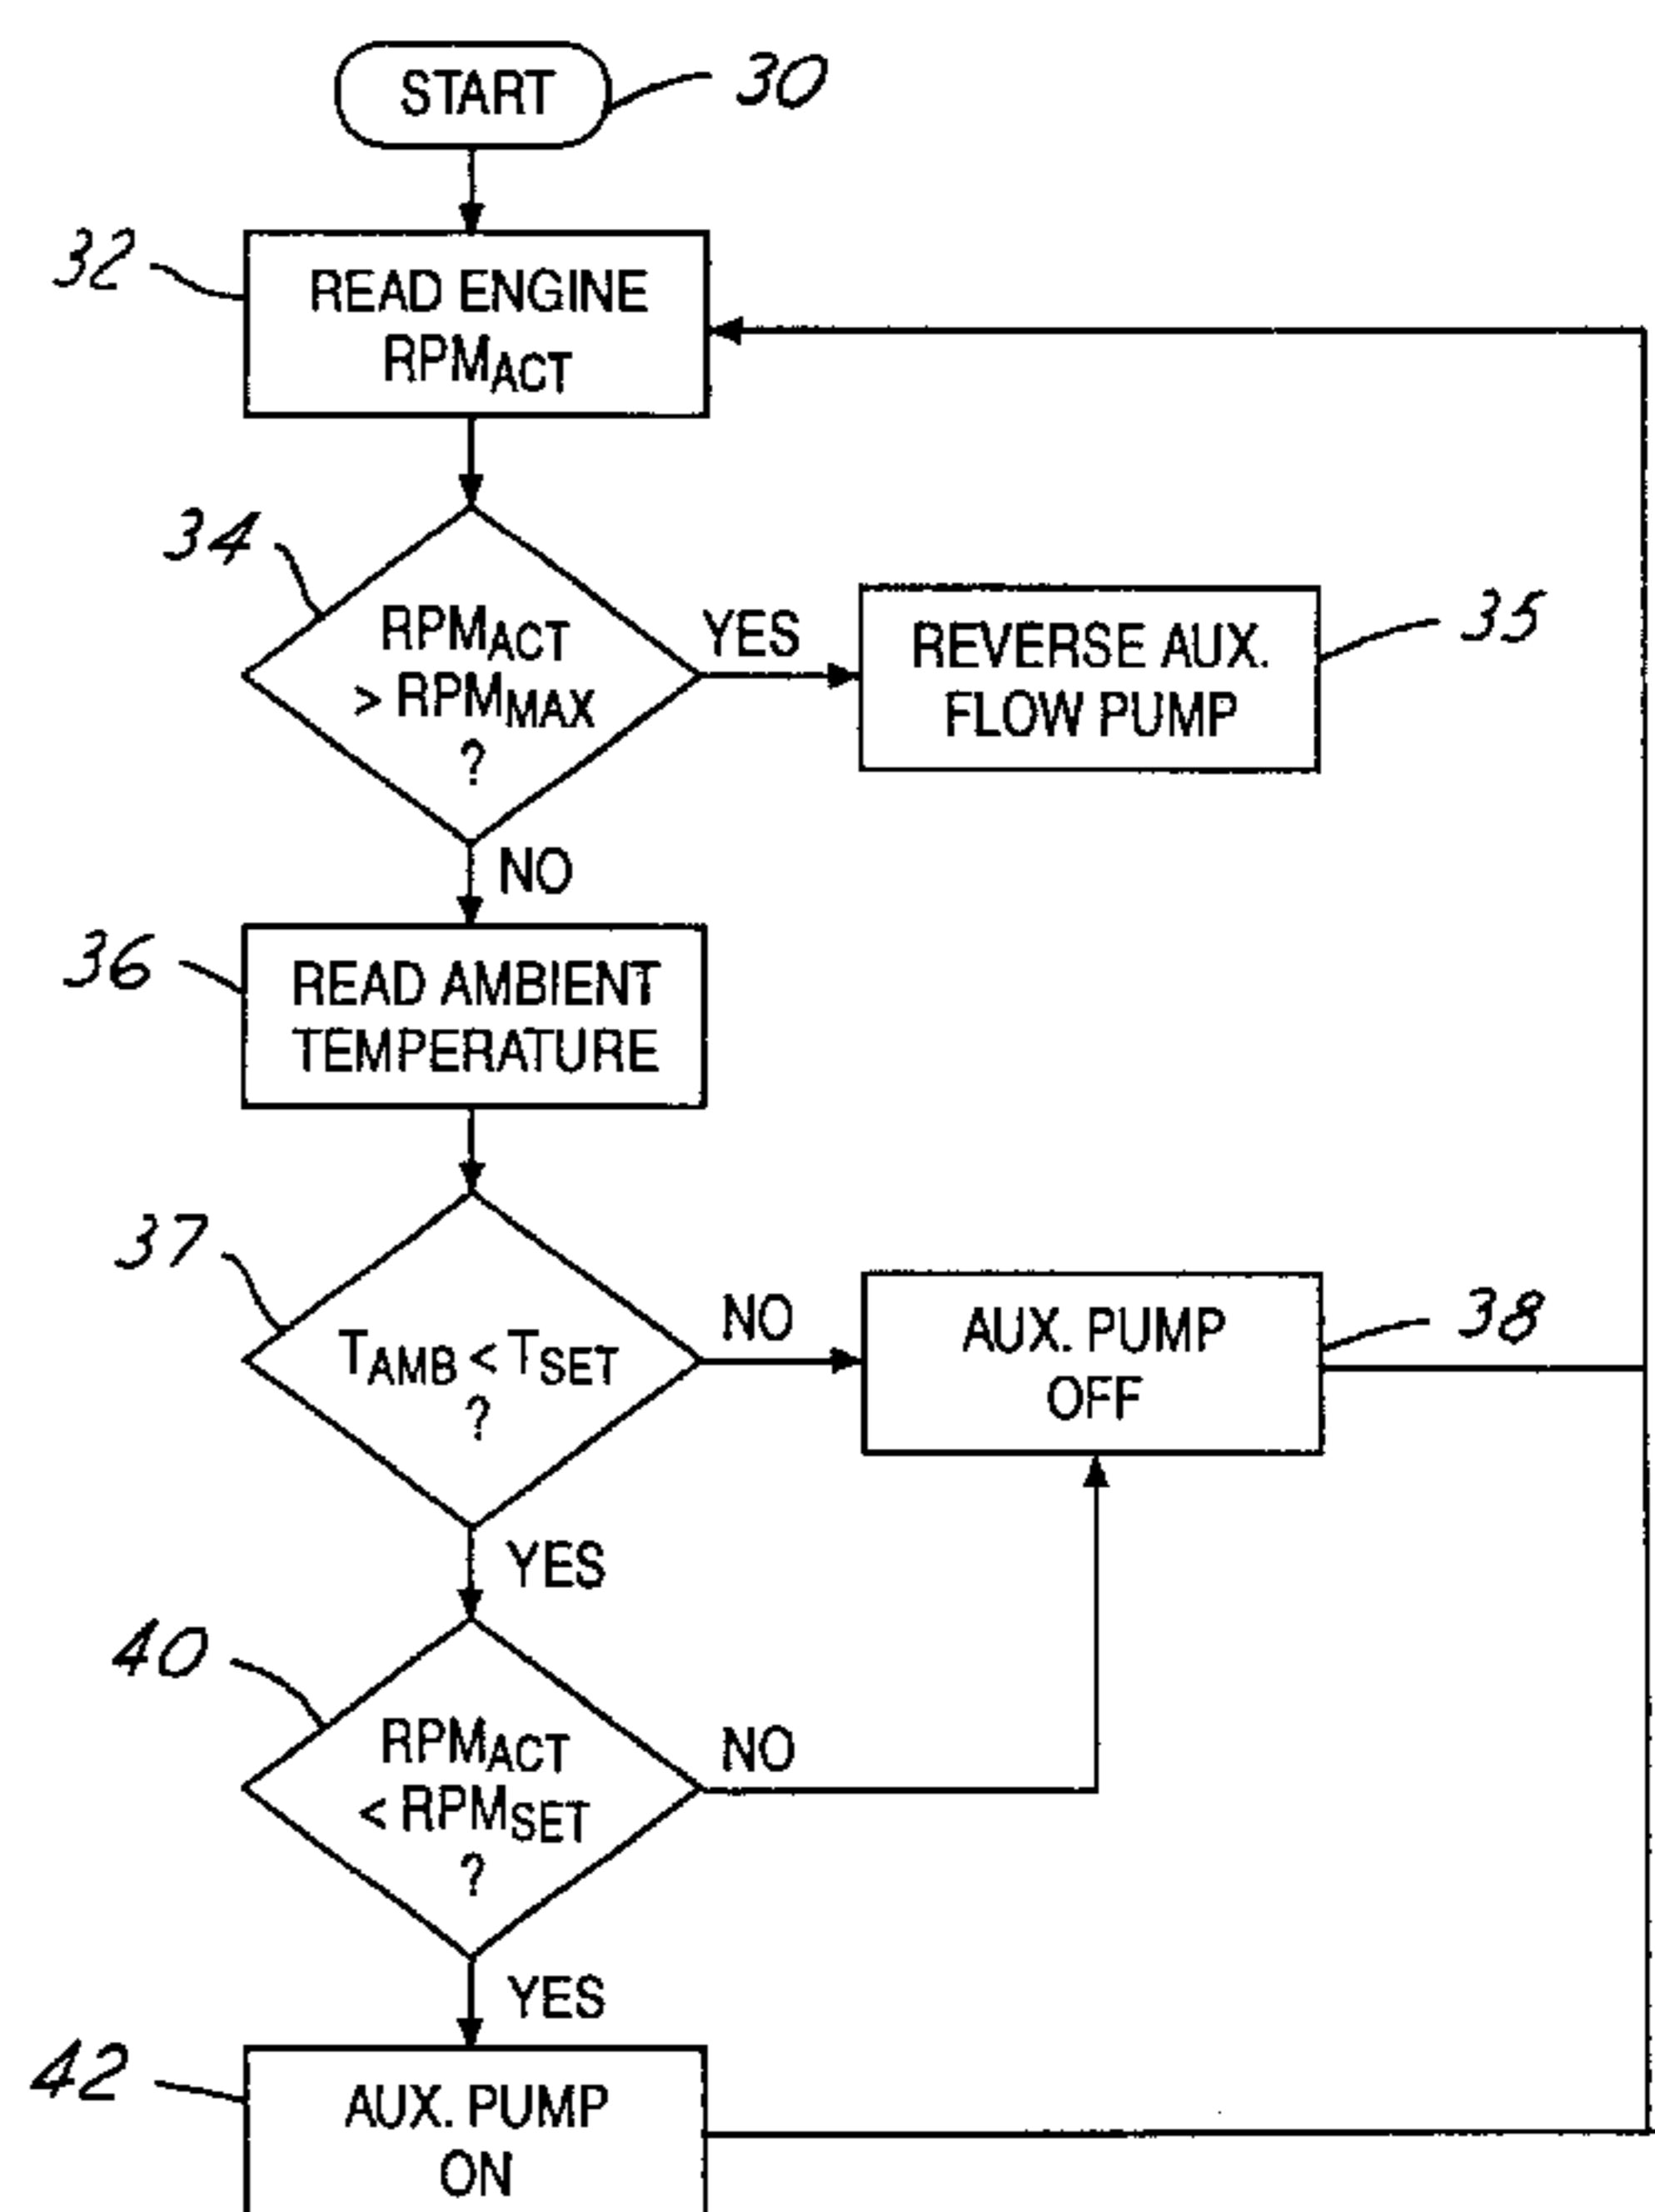 START
30
32
READ ENGINE
RPMACT
34
RPMACT
> RPMMAX
?
YES
REVERSE AUX.
FLOW PUMP
35
NO
36
READ AMBIENT
TEMPERATURE
37
TAMB < TSET
?
NO
AUX. PUMP
OFF
38
YES
40
RPMACT
< RPMSET
?
NO
YES
42
AUX. PUMP
ON